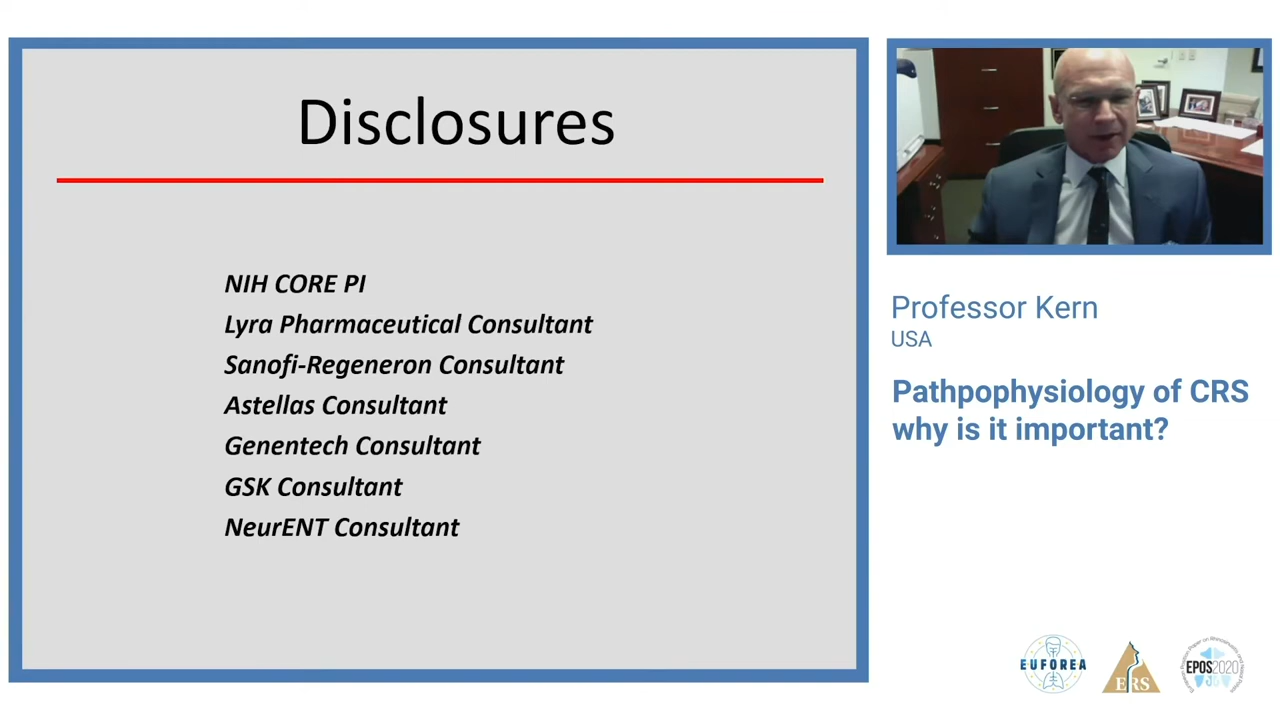 Disclosures
NIH CORE PI
Lyra Pharmaceutical Consultant
Sanofi-Regeneron Consultant
Astellas Consultant
Genentech Consultant
GSK Consultant
NeurENT Consultant
Professor Kern
USA
Pathpophysiology of CRS
why is it important?
EUFOREA
ERS
EPOS2020